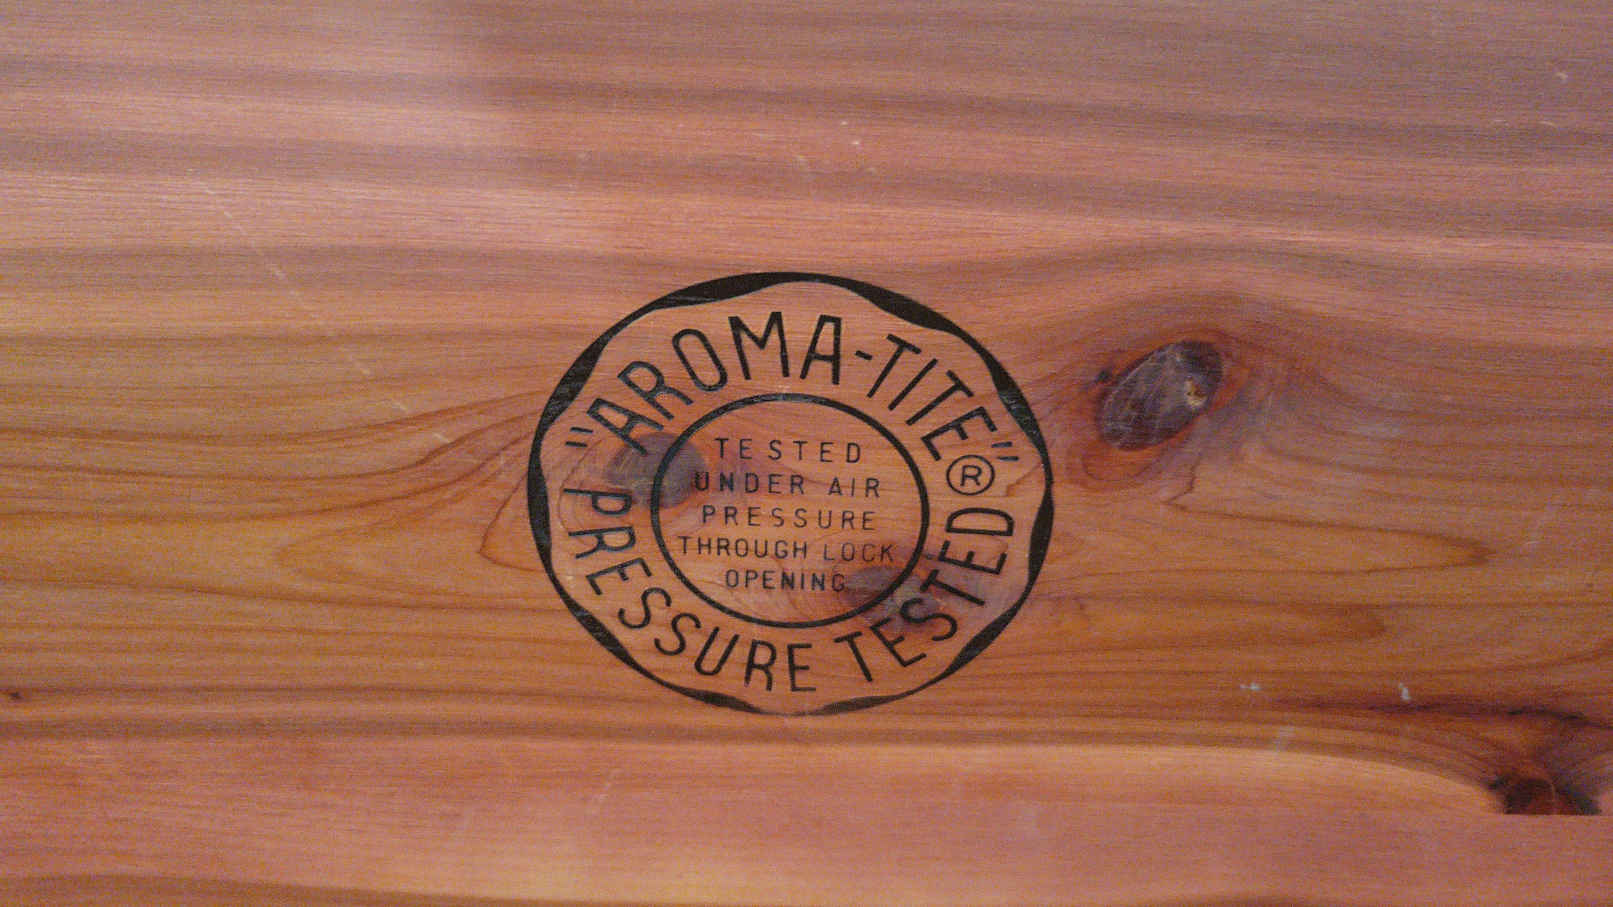 "AROMA-TITE"®
TESTED
UNDER AIR
PRESSURE
THROUGH LOCK
OPENING
PRESSURE TESTED